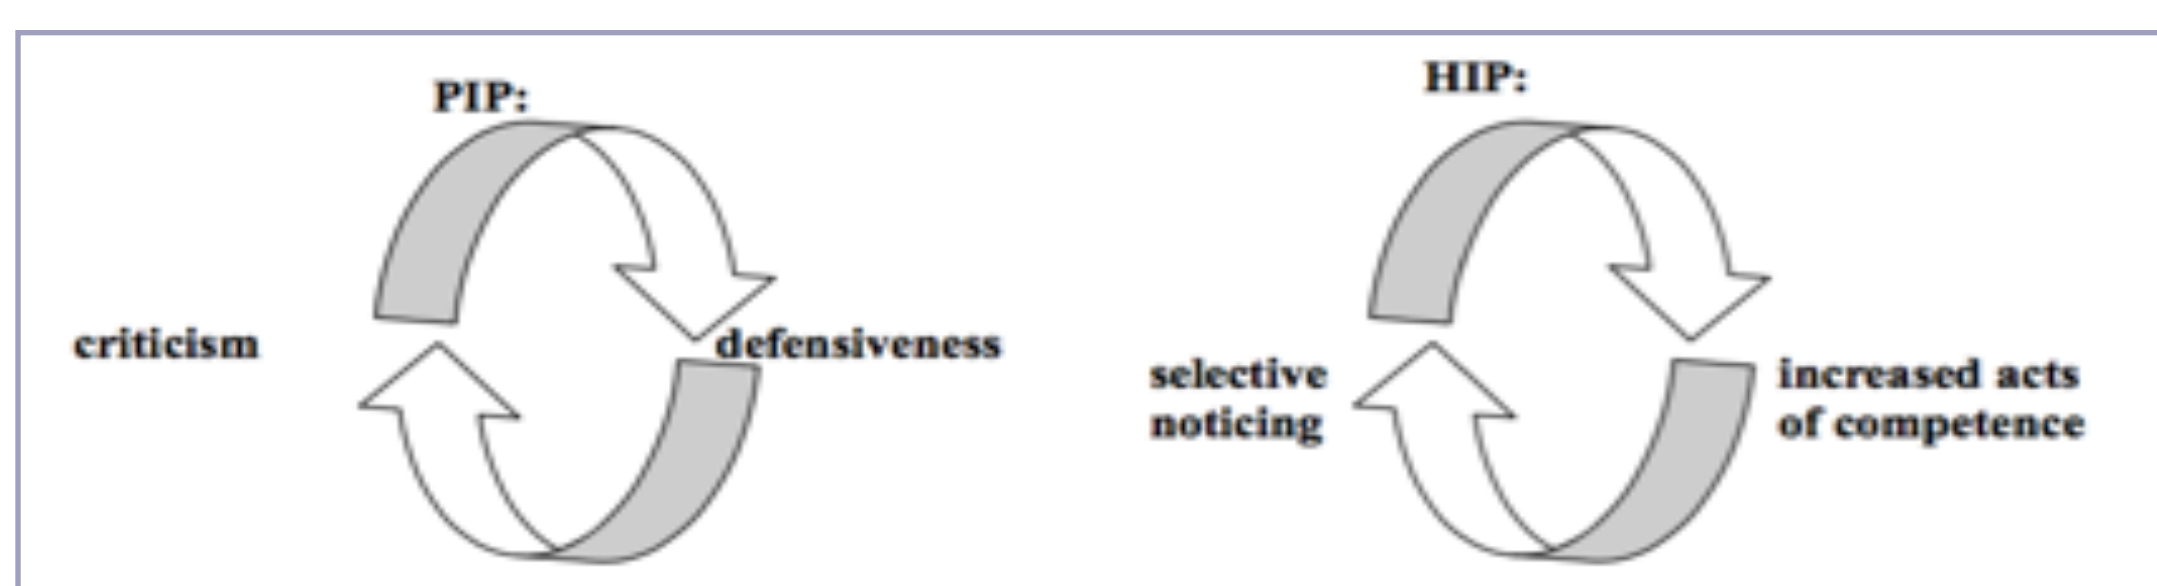 PIP:
criticism
defensiveness
HIP:
selective
noticing
increased acts
of competence